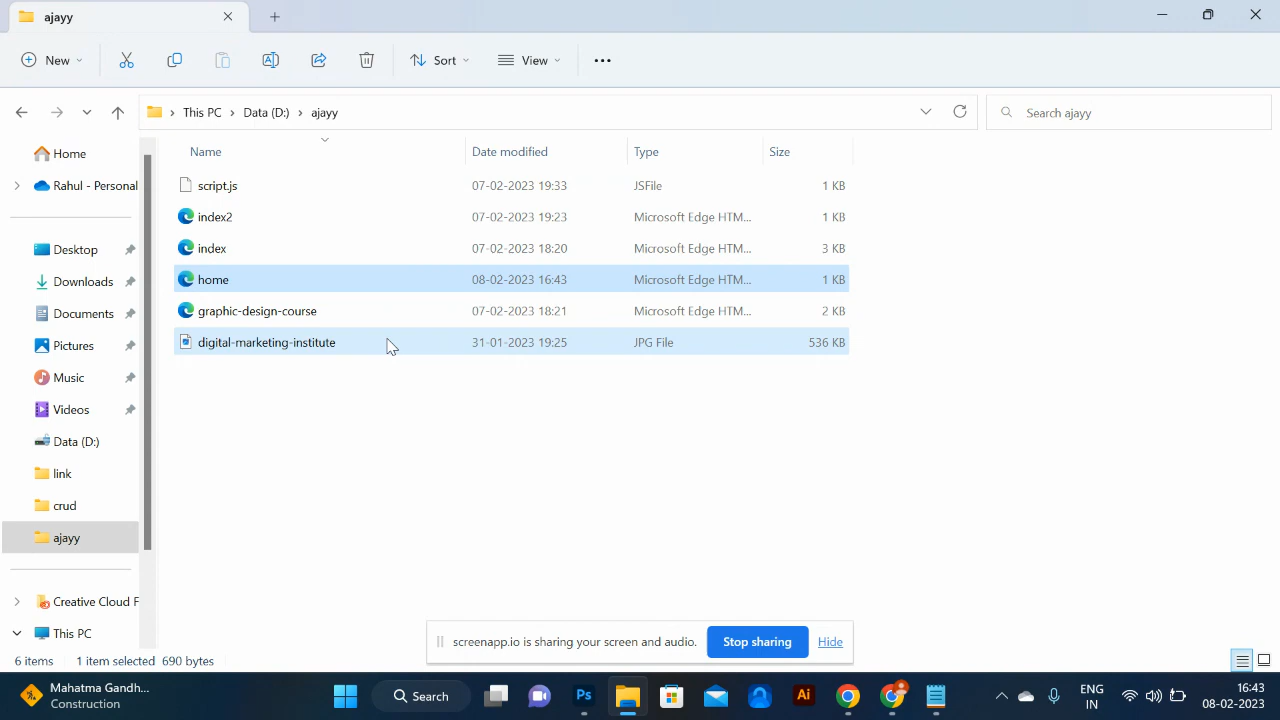 ajayy
New
Sort
View
This PC > Data (D:) > ajayy
Search ajayy
Name Date modified Type Size
script.js 07-02-2023 19:33 JSFile 1 KB
index2 07-02-2023 19:23 Microsoft Edge HTM... 1 KB
index 07-02-2023 18:20 Microsoft Edge HTM... 3 KB
home 08-02-2023 16:43 Microsoft Edge HTM... 1 KB
graphic-design-course 07-02-2023 18:21 Microsoft Edge HTM... 2 KB
digital-marketing-institute 31-01-2023 19:25 JPG File 536 KB
Home
Rahul - Personal
Desktop
Downloads
Documents
Pictures
Music
Videos
Data (D:)
link
crud
ajayy
Creative Cloud F
This PC
screenapp.io is sharing your screen and audio. Stop sharing Hide
6 items 1 item selected 690 bytes
Mahatma Gandh...
Construction
Search
Ps
Ai
ENG
IN
16:43
08-02-2023